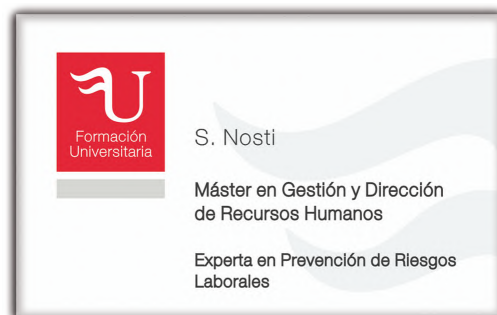 Formación
Universitaria
S. Nosti
Máster en Gestión y Dirección
de Recursos Humanos
Experta en Prevención de Riesgos
Laborales